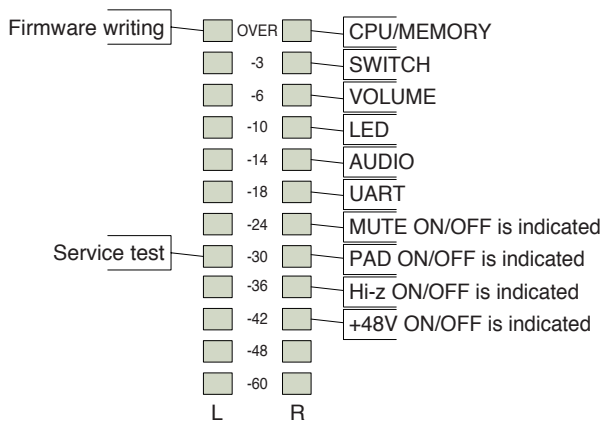 Firmware writing OVER CPU/MEMORY
-3 SWITCH
-6 VOLUME
-10 LED
-14 AUDIO
-18 UART
-24 MUTE ON/OFF is indicated
Service test -30 PAD ON/OFF is indicated
-36 Hi-z ON/OFF is indicated
-42 +48V ON/OFF is indicated
-48
-60
L R